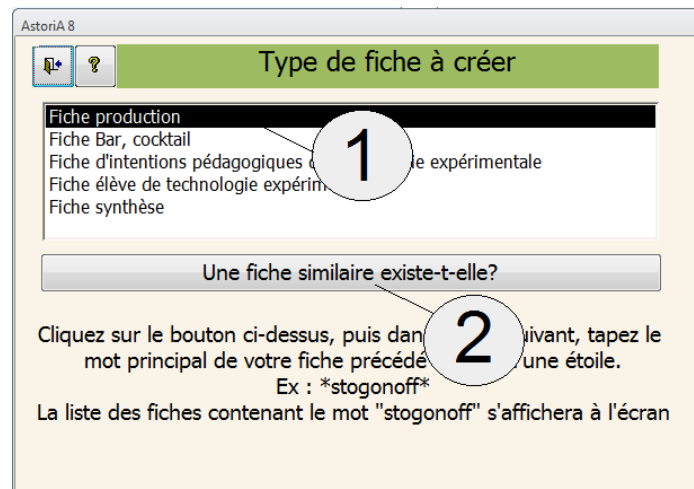 AstoriA 8
?
Type de fiche à créer
Fiche production
Fiche Bar, cocktail
Fiche d'intentions pédagogiques expérimentale
Fiche élève de technologie
Fiche synthèse
1
Une fiche similaire existe-t-elle?
2
Cliquez sur le bouton ci-dessus, puis tapez le
mot principal de votre fiche étoile.
Ex : *stogonoff*
La liste des fiches contenant le mot "stogonoff" s'affichera à l'écran